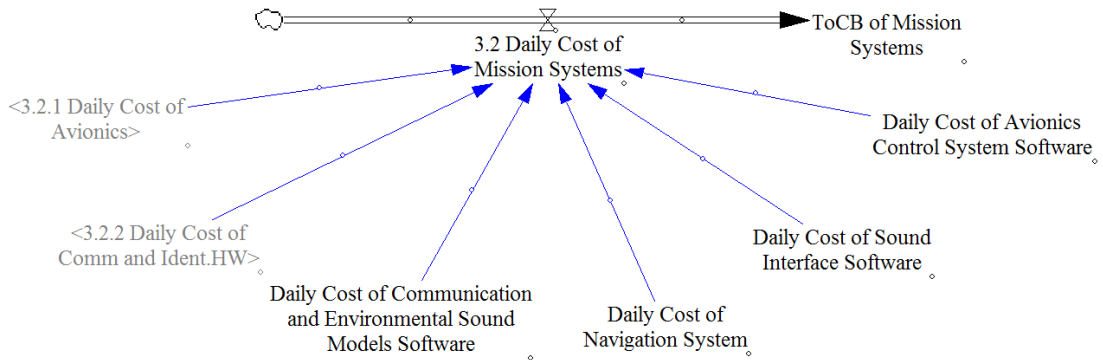 ToCB of Mission
Systems
3.2 Daily Cost of
Mission Systems
<3.2.1 Daily Cost of
Avionics>
Daily Cost of Avionics
Control System Software
<3.2.2 Daily Cost of
Comm and Ident.HW>
Daily Cost of Sound
Interface Software
Daily Cost of Communication
and Environmental Sound
Models Software
Daily Cost of
Navigation System